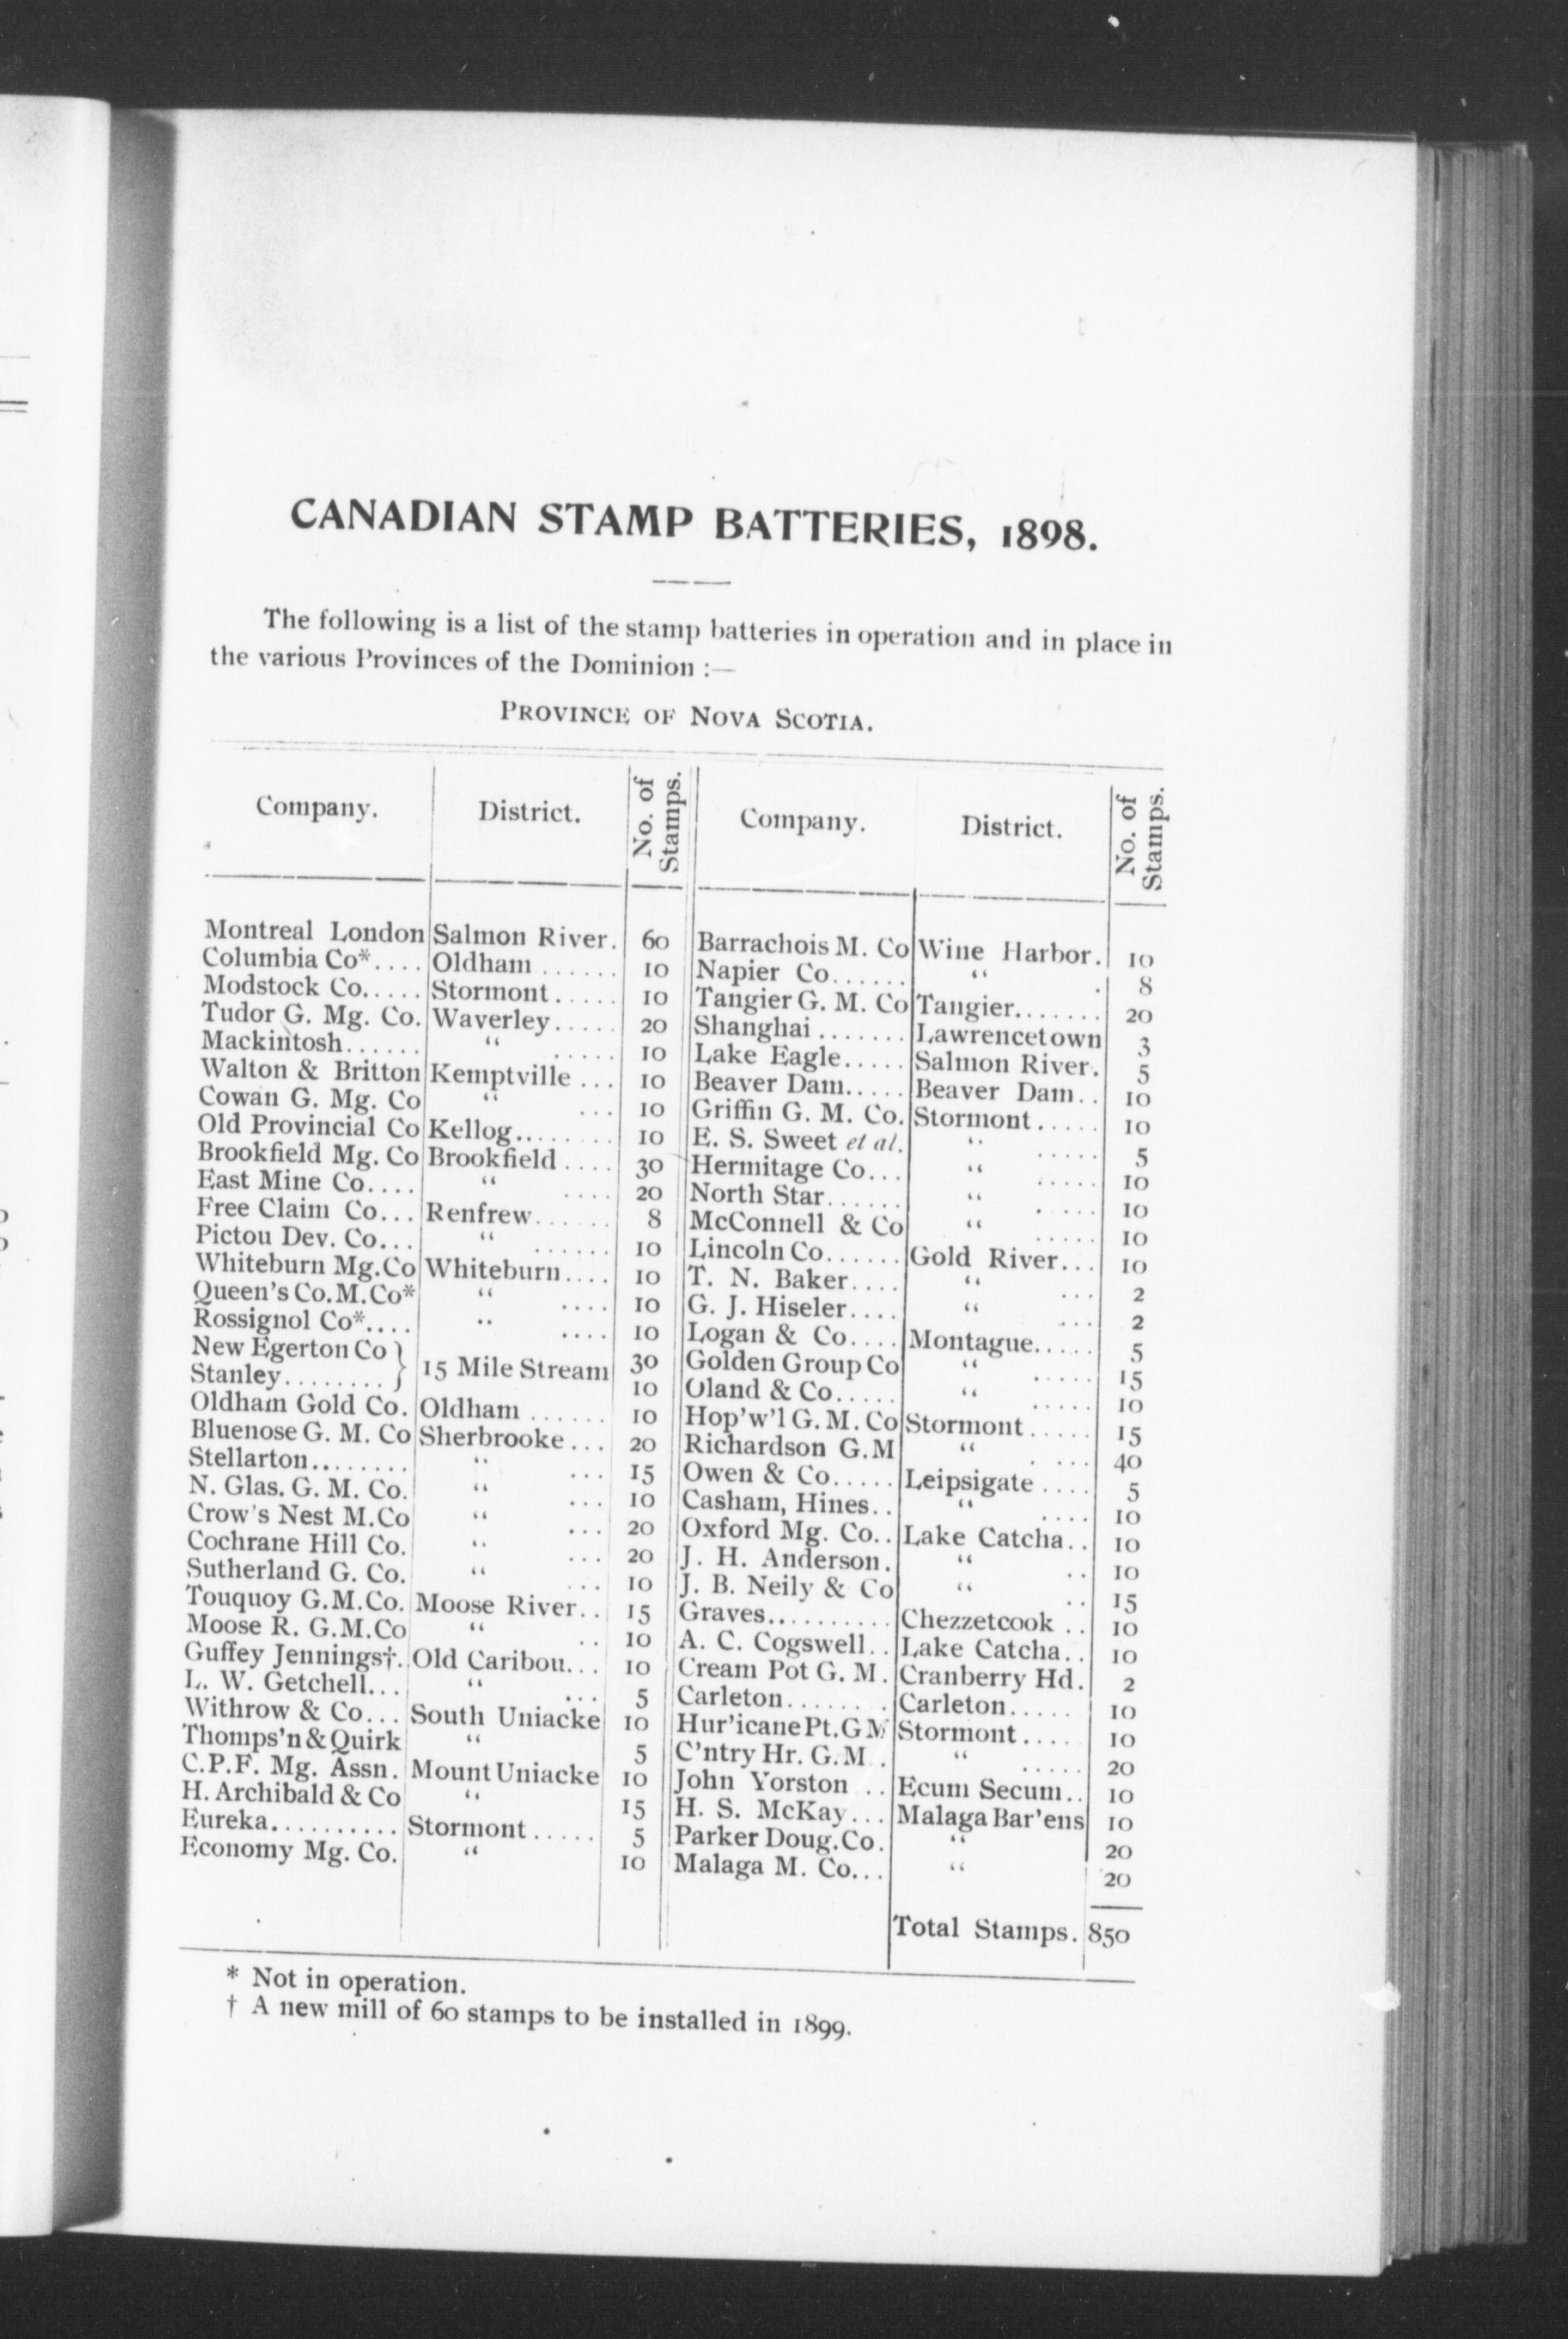 CANADIAN STAMP BATTERIES, 1898.
The following is a list of the stamp batteries in operation and in place in
the various Provinces of the Dominion :—
PROVINCE OF NOVA SCOTIA.
Company. District. No. of Stamps. Company. District. No. of Stamps.
Montreal London Salmon River. 60 Barrachois M. Co Wine Harbor. 10
Columbia Co*.... Oldham ...... 10 Napier Co...... “ . 8
Modstock Co..... Stormont..... 10 Tangier G. M. Co Tangier....... 20
Tudor G. Mg. Co. Waverley..... 20 Shanghai ....... Lawrencetown 3
Mackintosh...... “ ..... 10 Lake Eagle..... Salmon River. 5
Walton & Britton Kemptville ... 10 Beaver Dam..... Beaver Dam.. 10
Cowan G. Mg. Co “ ... 10 Griffin G. M. Co. Stormont..... 10
Old Provincial Co Kellog........ 10 E. S. Sweet et al. “ ..... 5
Brookfield Mg. Co Brookfield .... 30 Hermitage Co... “ ..... 10
East Mine Co.... “ .... 20 North Star...... “ ..... 10
Free Claim Co... Renfrew...... 8 McConnell & Co “ ..... 10
Pictou Dev. Co... “ ...... 10 Lincoln Co...... Gold River... 10
Whiteburn Mg.Co Whiteburn.... 10 T. N. Baker.... “ ... 2
Queen's Co.M.Co* “ .... 10 G. J. Hiseler.... “ ... 2
Rossignol Co*.... “ .... 10 Logan & Co.... Montague..... 5
New Egerton Co } 15 Mile Stream 30 Golden Group Co “ ..... 15
Stanley........ } 10 Oland & Co..... “ ..... 10
Oldham Gold Co. Oldham ...... 10 Hop'w'l G. M. Co Stormont..... 15
Bluenose G. M. Co Sherbrooke... 20 Richardson G.M “ .... 40
Stellarton........ “ ... 15 Owen & Co..... Leipsigate .... 5
N. Glas. G. M. Co. “ ... 10 Casham, Hines.. “ .... 10
Crow's Nest M.Co “ ... 20 Oxford Mg. Co.. Lake Catcha.. 10
Cochrane Hill Co. “ ... 20 J. H. Anderson. “ .. 10
Sutherland G. Co. “ ... 10 J. B. Neily & Co “ .. 15
Touquoy G.M.Co. Moose River.. 15 Graves.......... Chezzetcook .. 10
Moose R. G.M.Co “ .. 10 A. C. Cogswell.. Lake Catcha.. 10
Guffey Jennings†. Old Caribou... 10 Cream Pot G. M. Cranberry Hd. 2
L. W. Getchell... “ ... 5 Carleton........ Carleton..... 10
Withrow & Co... South Uniacke 10 Hur'icane Pt.G M Stormont..... 10
Thomps'n & Quirk “ 5 C'ntry Hr. G.M . “ ..... 20
C.P.F. Mg. Assn. Mount Uniacke 10 John Yorston .. Ecum Secum.. 10
H. Archibald & Co “ 15 H. S. McKay... Malaga Bar'ens 10
Eureka.......... Stormont..... 5 Parker Doug.Co. “ 20
Economy Mg. Co. “ 10 Malaga M. Co... “ 20
Total Stamps. 850
* Not in operation.
† A new mill of 60 stamps to be installed in 1899.